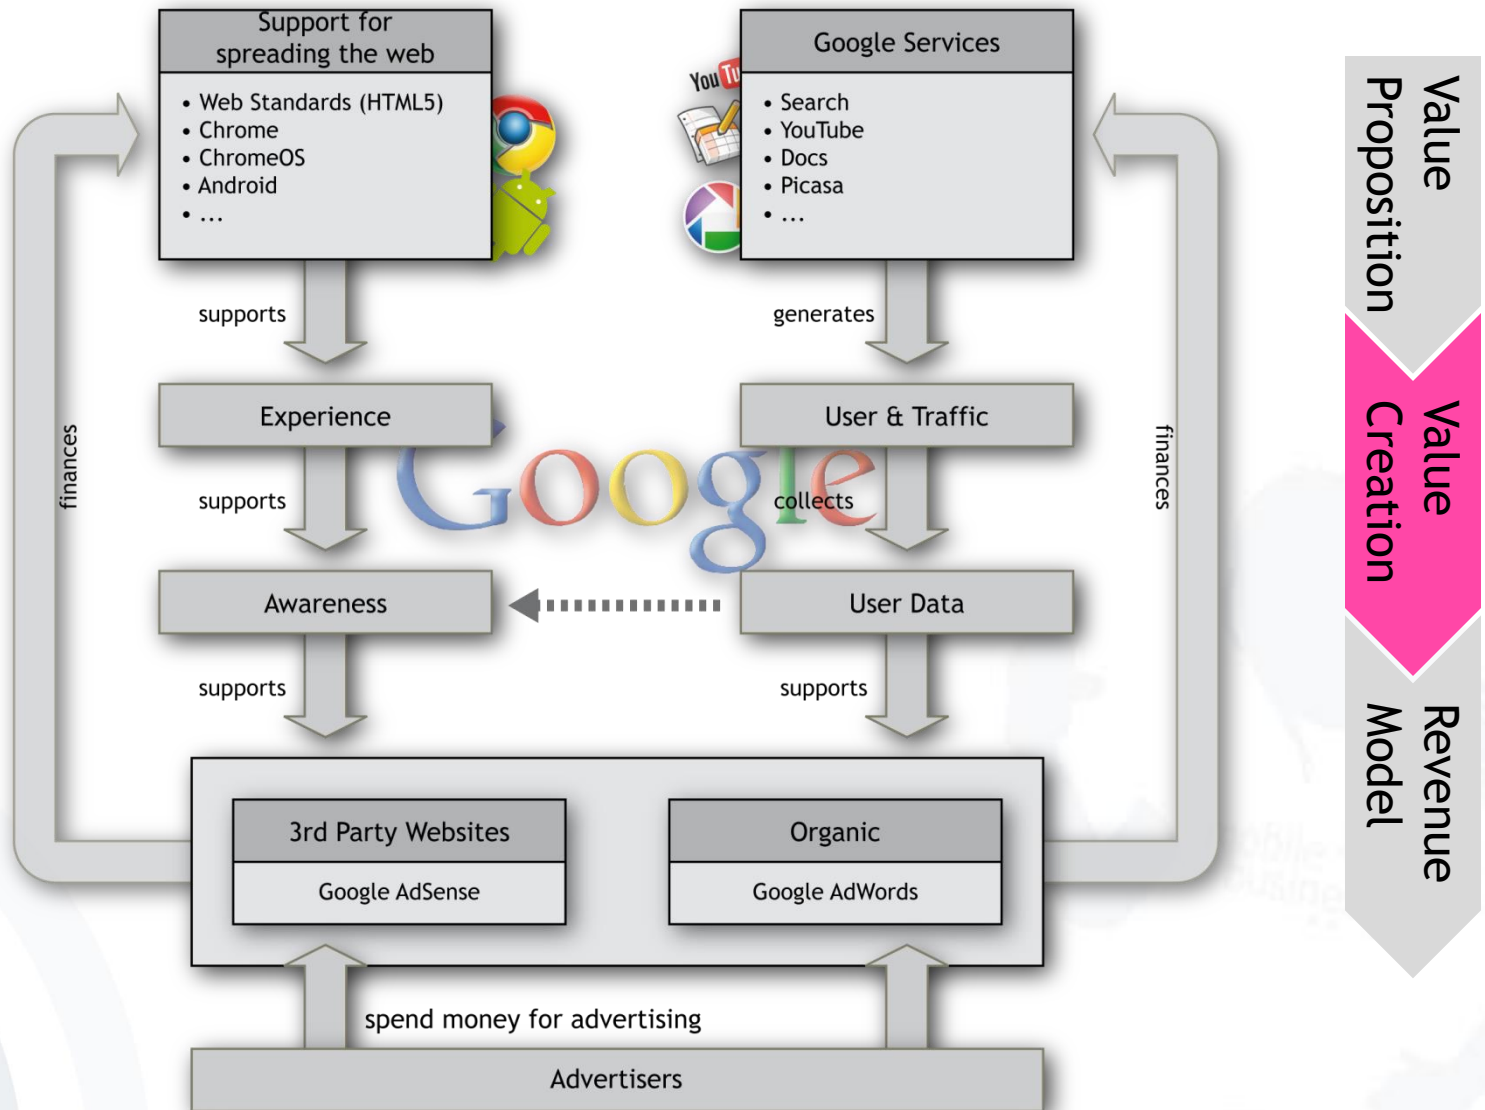 Support for
spreading the web
• Web Standards (HTML5)
• Chrome
• ChromeOS
• Android
• ...
Google Services
• Search
• YouTube
• Docs
• Picasa
• ...
You Tu
supports
generates
Experience
User & Traffic
Google
supports
collects
finances
finances
Awareness
User Data
supports
supports
3rd Party Websites
Google AdSense
Organic
Google AdWords
spend money for advertising
Advertisers
Value
Proposition
Value
Creation
Revenue
Model